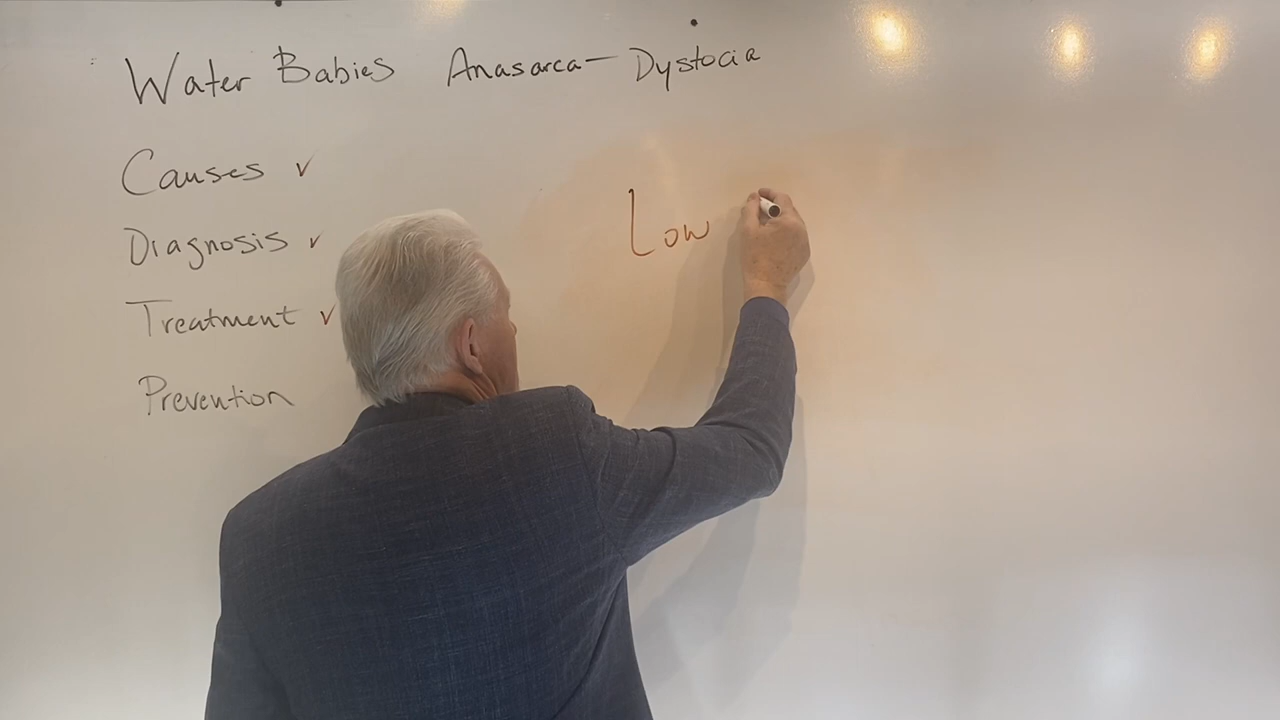 Water Babies Anasarca— Dystocia
Causes ✓
Diagnosis ✓
Treatment ✓
Prevention
Low